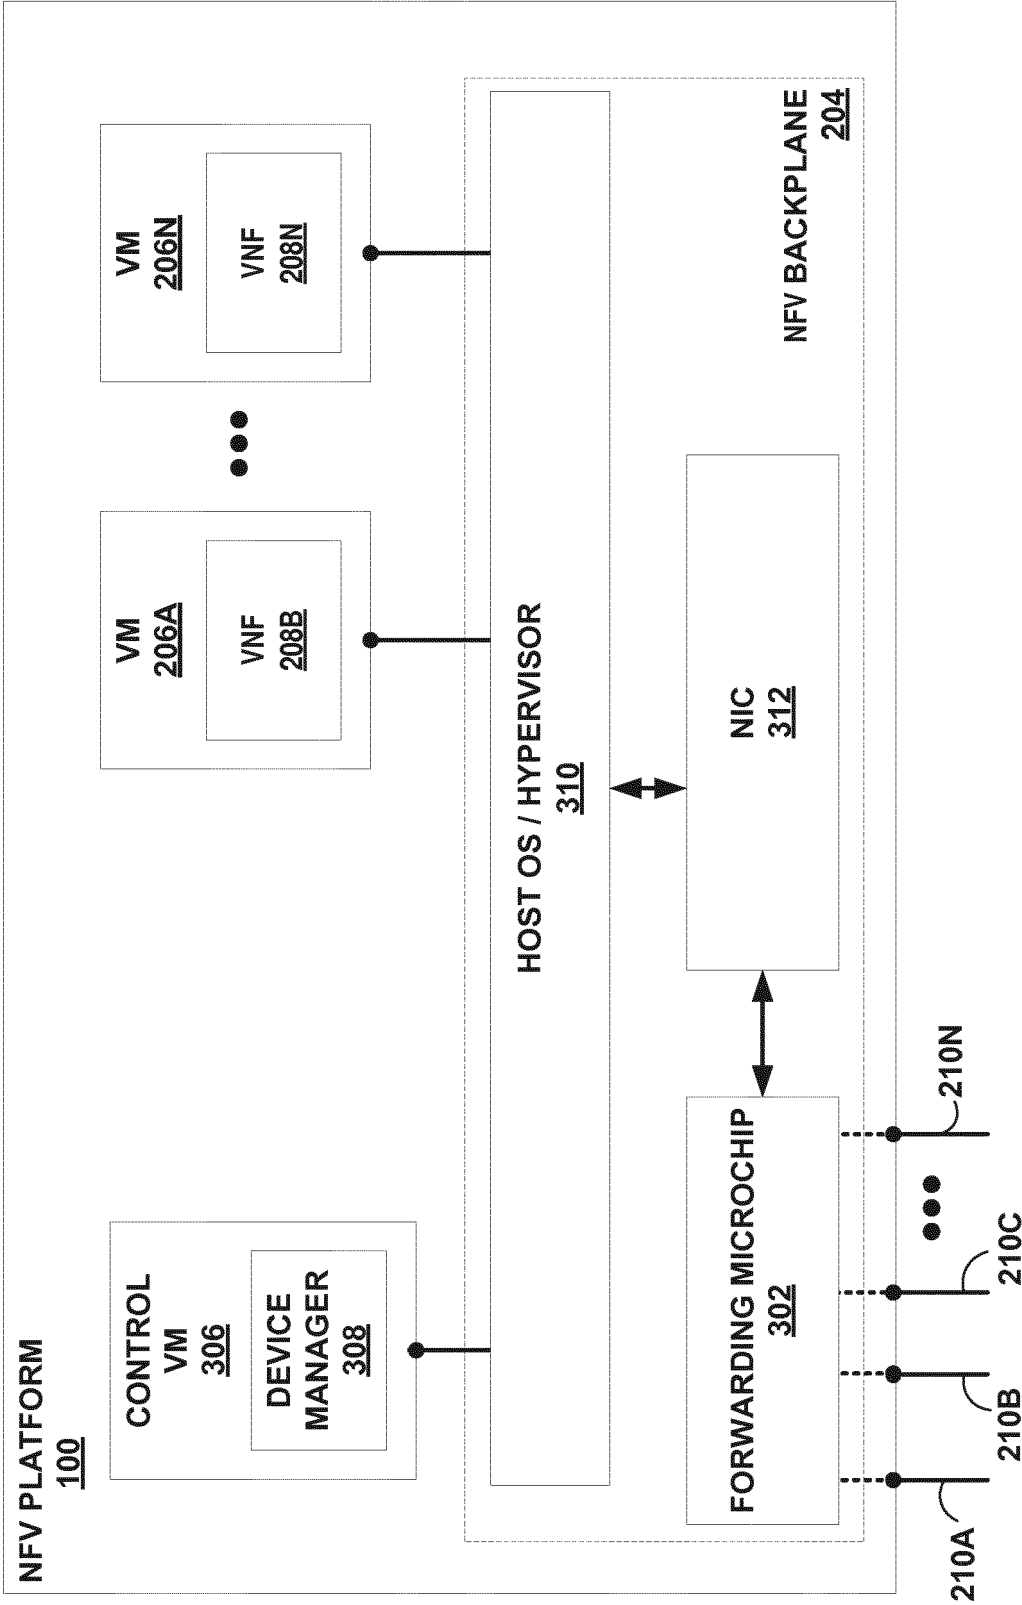 NFV PLATFORM
100
CONTROL
VM
306
DEVICE
MANAGER
308
VM
206A
VNF
208B
VM
206N
VNF
208N
HOST OS / HYPERVISOR
310
FORWARDING MICROCHIP
302
NIC
312
NFV BACKPLANE
204
210A
210B
210C
210N